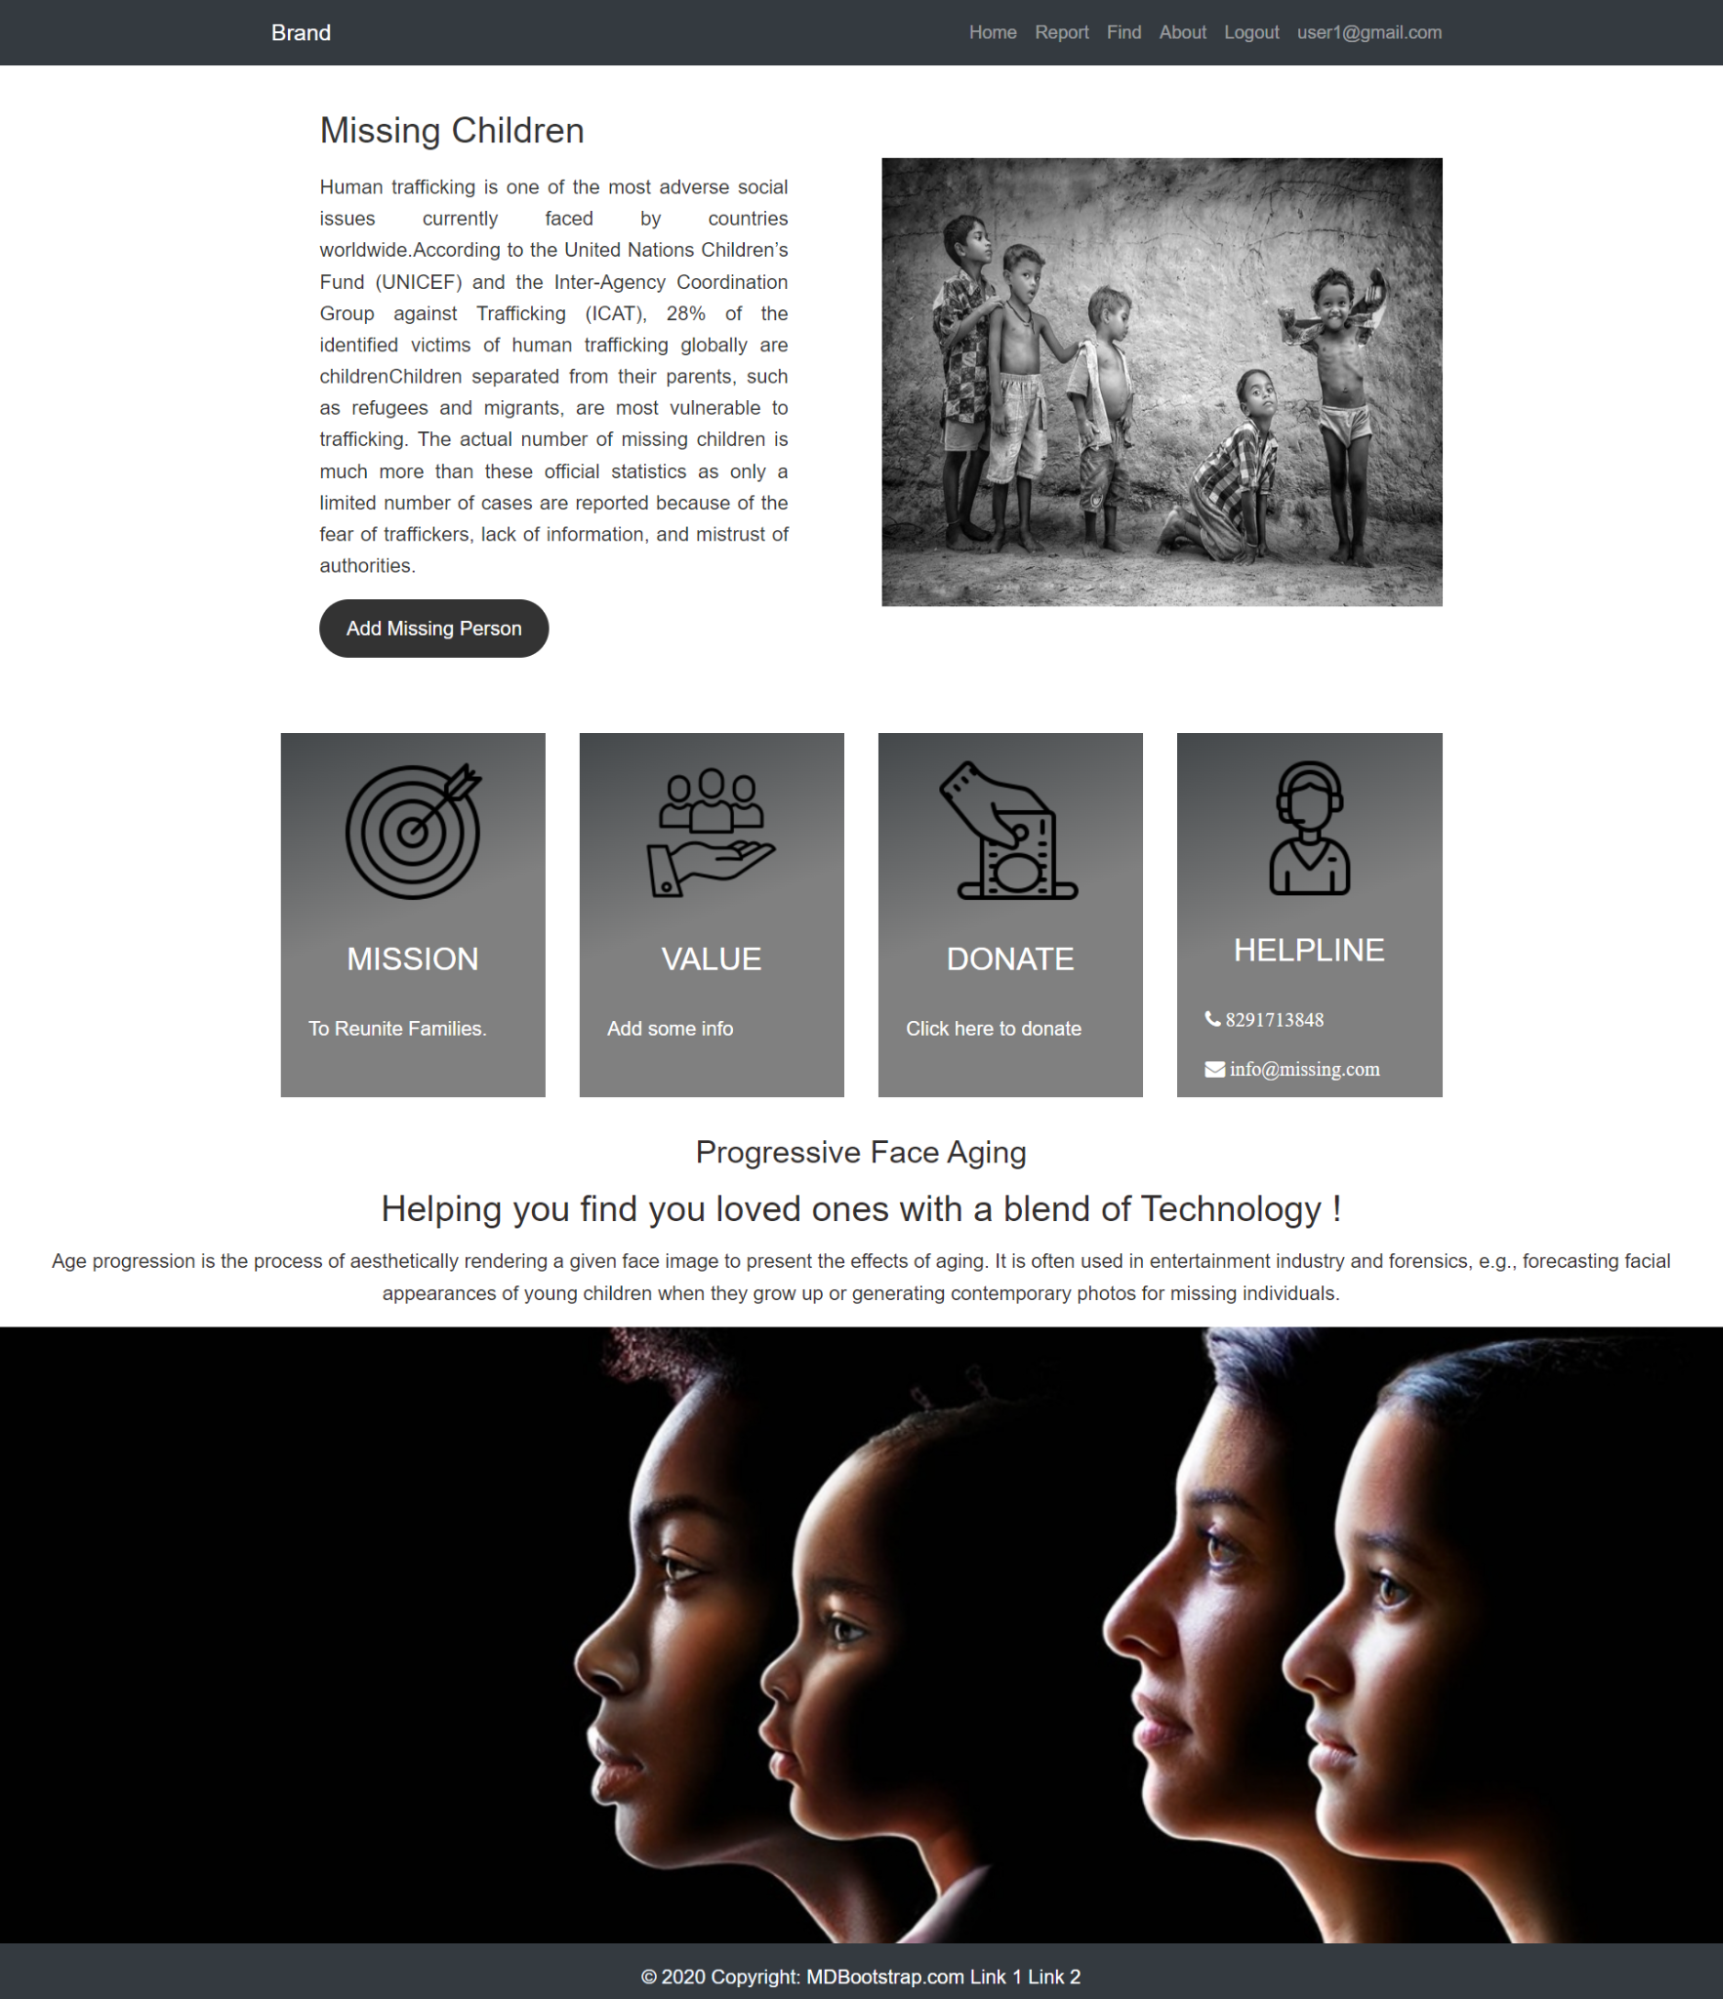 Brand
Home Report Find About Logout user1@gmail.com
Missing Children
Human trafficking is one of the most adverse social
issues currently faced by countries
worldwide.According to the United Nations Children’s
Fund (UNICEF) and the Inter-Agency Coordination
Group against Trafficking (ICAT), 28% of the
identified victims of human trafficking globally are
childrenChildren separated from their parents, such
as refugees and migrants, are most vulnerable to
trafficking. The actual number of missing children is
much more than these official statistics as only a
limited number of cases are reported because of the
fear of traffickers, lack of information, and mistrust of
authorities.
Add Missing Person
MISSION
To Reunite Families.
VALUE
Add some info
DONATE
Click here to donate
HELPLINE
8291713848
info@missing.com
Progressive Face Aging
Helping you find you loved ones with a blend of Technology !
Age progression is the process of aesthetically rendering a given face image to present the effects of aging. It is often used in entertainment industry and forensics, e.g., forecasting facial
appearances of young children when they grow up or generating contemporary photos for missing individuals.
© 2020 Copyright: MDBootstrap.com Link 1 Link 2